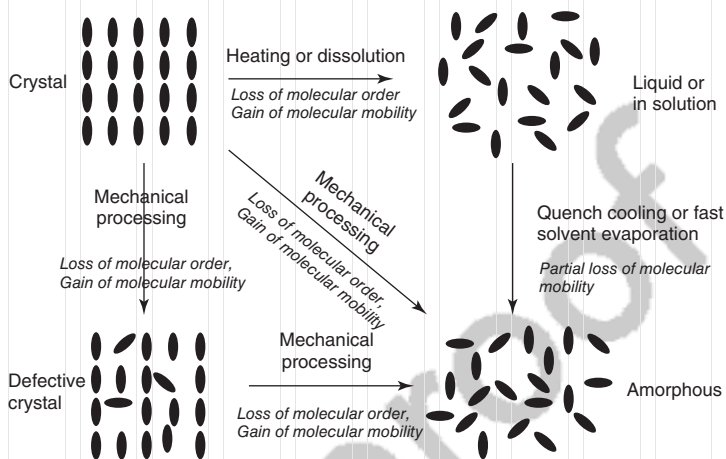 Crystal
Heating or dissolution
Loss of molecular order
Gain of molecular mobility
Liquid or
in solution
Mechanical
processing
Loss of molecular order,
Gain of molecular mobility
Mechanical
processing
Loss of molecular order,
Gain of molecular mobility
Quench cooling or fast
solvent evaporation
Partial loss of molecular
mobility
Defective
crystal
Mechanical
processing
Loss of molecular order,
Gain of molecular mobility
Amorphous
proof